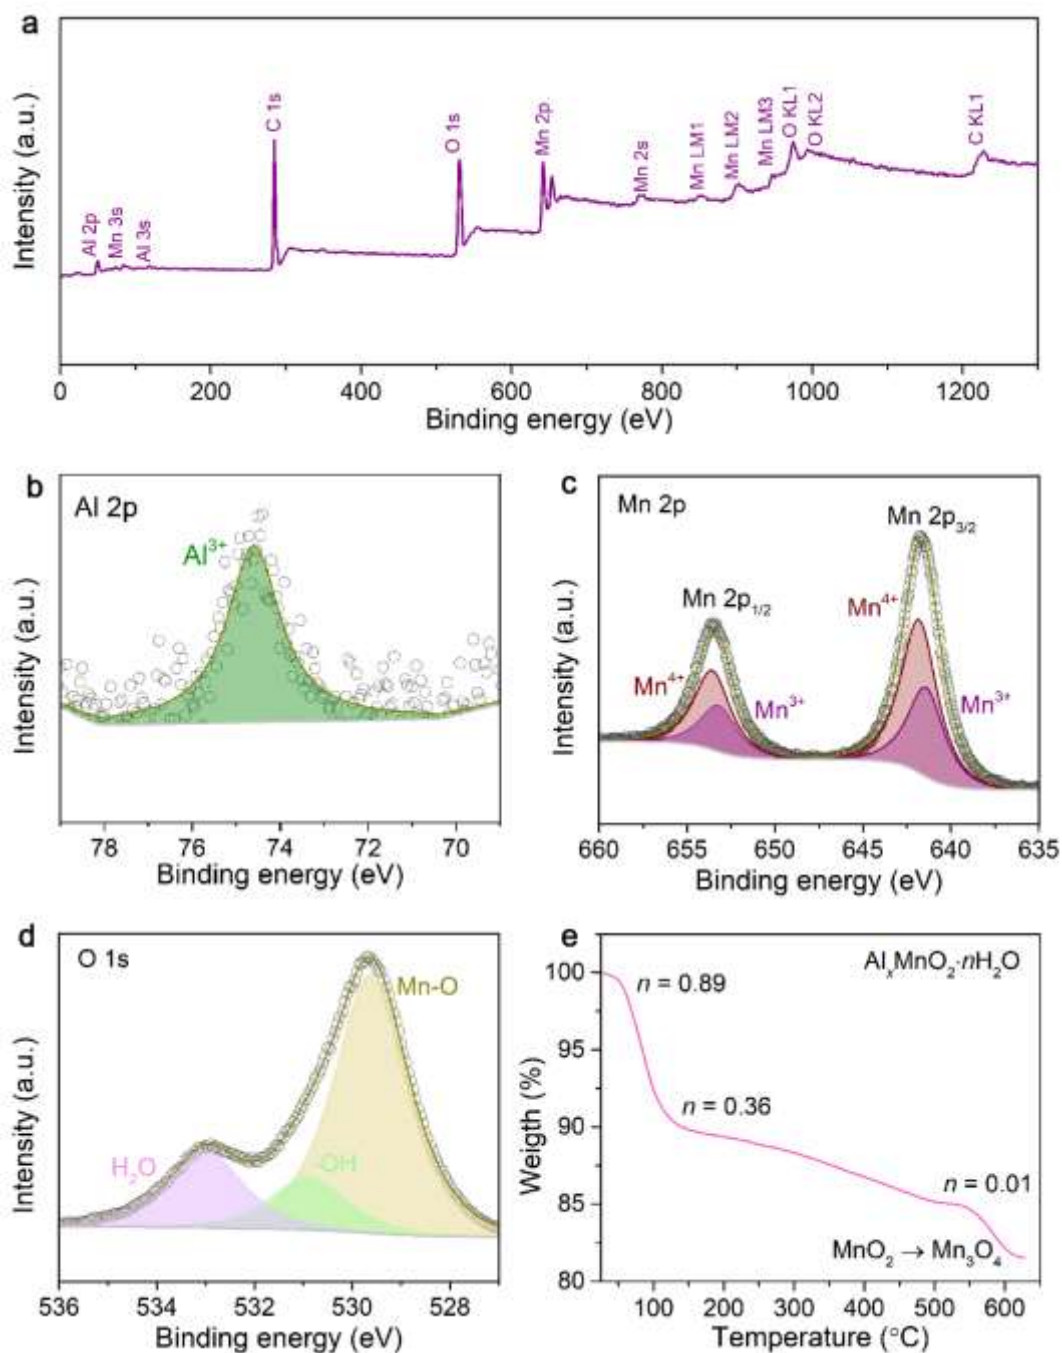 a
Intensity (a.u.)
Al 2p
Mn 3s
Al 3s
C 1s
O 1s
Mn 2p
Mn 2s
Mn LM1
Mn LM2
Mn LM3
O KL1
O KL2
C KL1
0 200 400 600 800 1000 1200
Binding energy (eV)
b
Al 2p
Al³⁺
Intensity (a.u.)
78 76 74 72 70
Binding energy (eV)
c
Mn 2p
Mn 2p₃/₂
Mn⁴⁺
Mn 2p₁/₂
Mn⁴⁺
Mn³⁺
Mn³⁺
Intensity (a.u.)
660 655 650 645 640 635
Binding energy (eV)
d
O 1s
Mn-O
H₂O
OH
Intensity (a.u.)
536 534 532 530 528
Binding energy (eV)
e
AlₓMnO₂·nH₂O
n = 0.89
n = 0.36
n = 0.01
MnO₂ → Mn₃O₄
Weigth (%)
100
95
90
85
80
100 200 300 400 500 600
Temperature (°C)